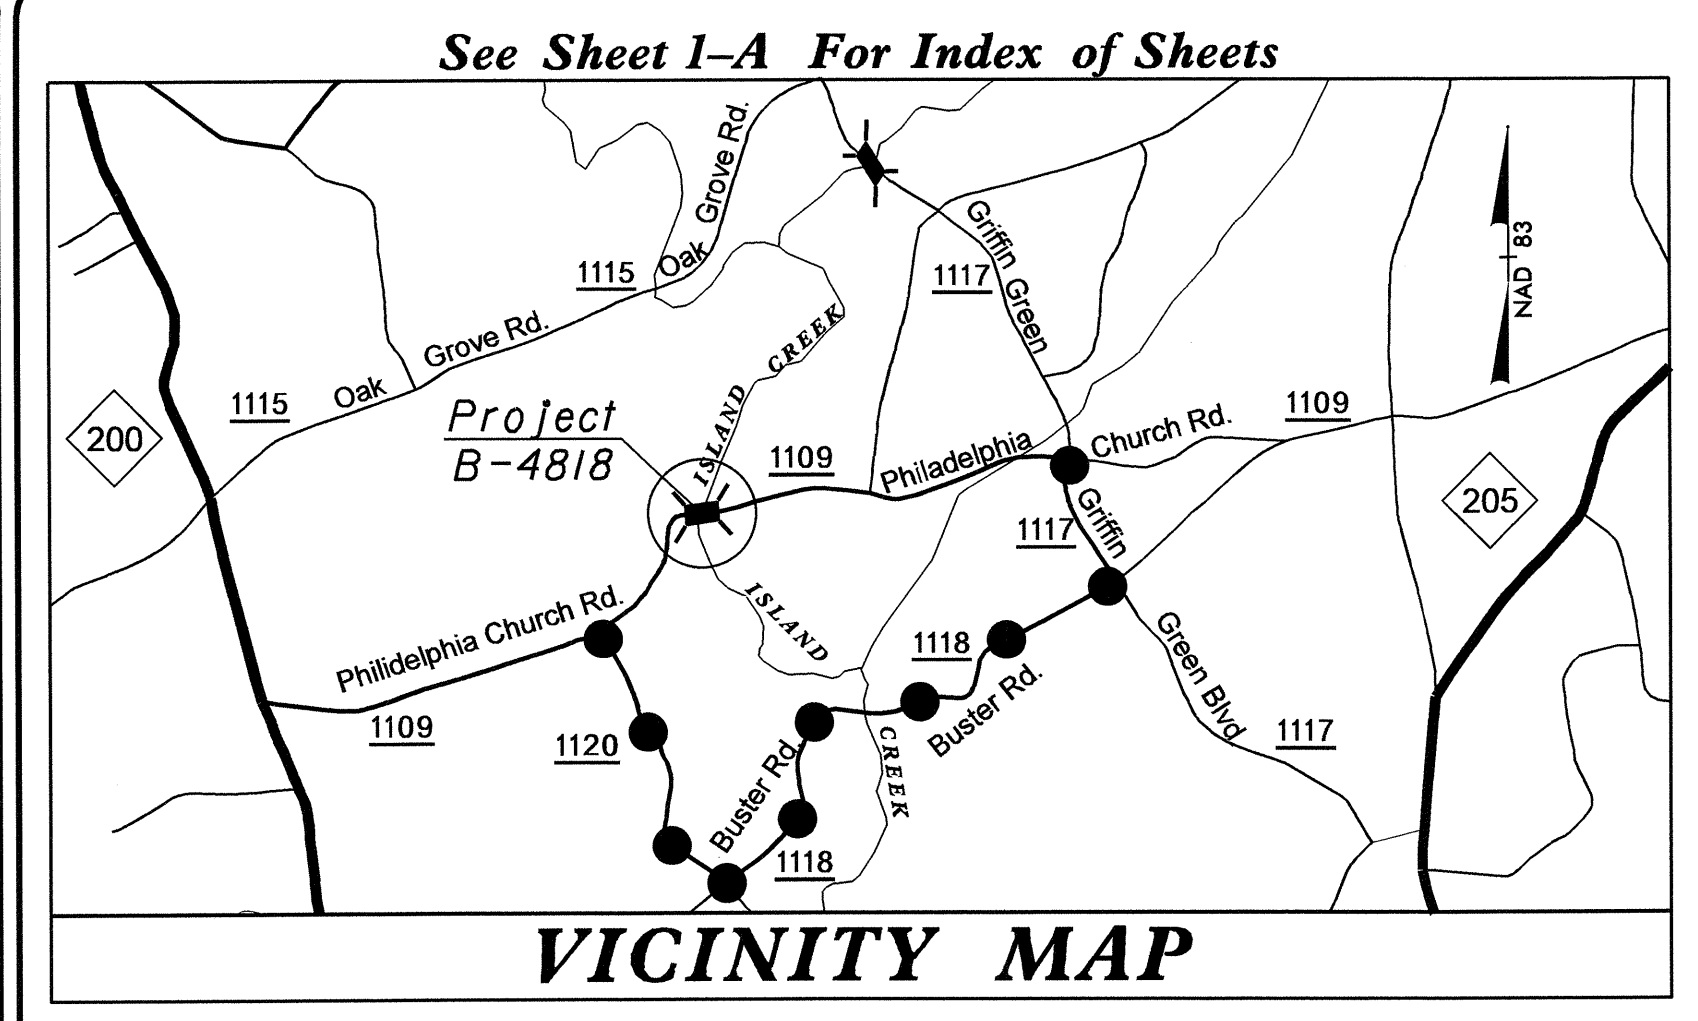 See Sheet 1-A For Index of Sheets
Grove Rd.
Oak
1115
Griffin Green
1117
NAD 83
ISLAND CREEK
Grove Rd.
Oak
1115
200
Project
B-4818
1109
Philadelphia
Church Rd.
1109
205
1117
Griffin
ISLAND
Philidelphia Church Rd.
1109
1118
Buster Rd.
Green Blvd
1117
1120
Buster Rd.
CREEK
1118
VICINITY MAP